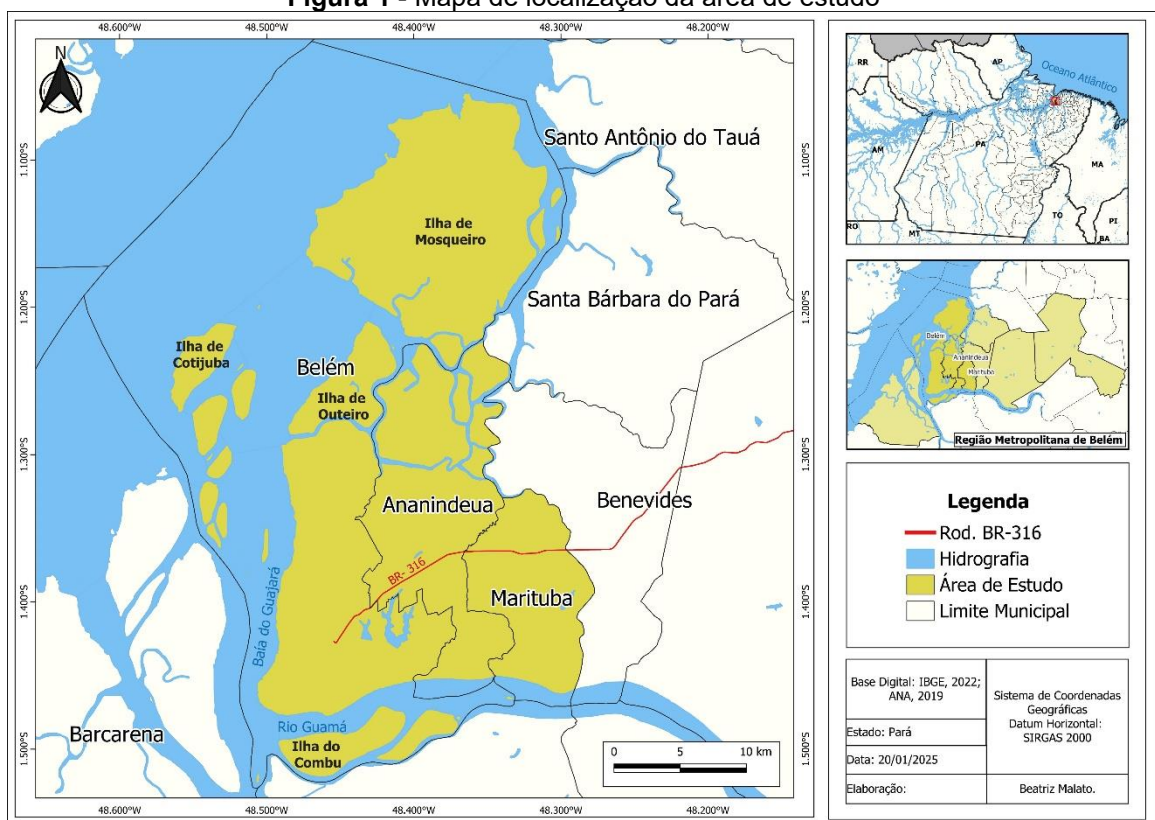 Figura 1 - Mapa de localização da área de estudo
48.600°W 48.500°W 48.400°W 48.300°W 48.200°W
N
1.100°S
1.200°S
1.300°S
1.400°S
1.500°S
Santo Antônio do Tauá
Ilha de
Mosqueiro
Santa Bárbara do Pará
Ilha de
Cotijuba
Belém
Ilha de
Outeiro
Ananindeua
Benevides
BR- 316
Marituba
Baía do Guajará
Rio Guamá
Barcarena
Ilha do
Combu
0 5 10 km
1.100°S
1.200°S
1.300°S
1.400°S
1.500°S
48.600°W 48.500°W 48.400°W 48.300°W 48.200°W
RR
AP
Oceano Atlântico
AM
PA
MA
TO
PI
RO
MT
BA
Belém
Ananindeua
Marituba
Região Metropolitana de Belém
Legenda
Rod. BR-316
Hidrografia
Área de Estudo
Limite Municipal
Base Digital: IBGE, 2022;
ANA, 2019
Estado: Pará
Data: 20/01/2025
Sistema de Coordenadas
Geográficas
Datum Horizontal:
SIRGAS 2000
Elaboração:
Beatriz Malato.